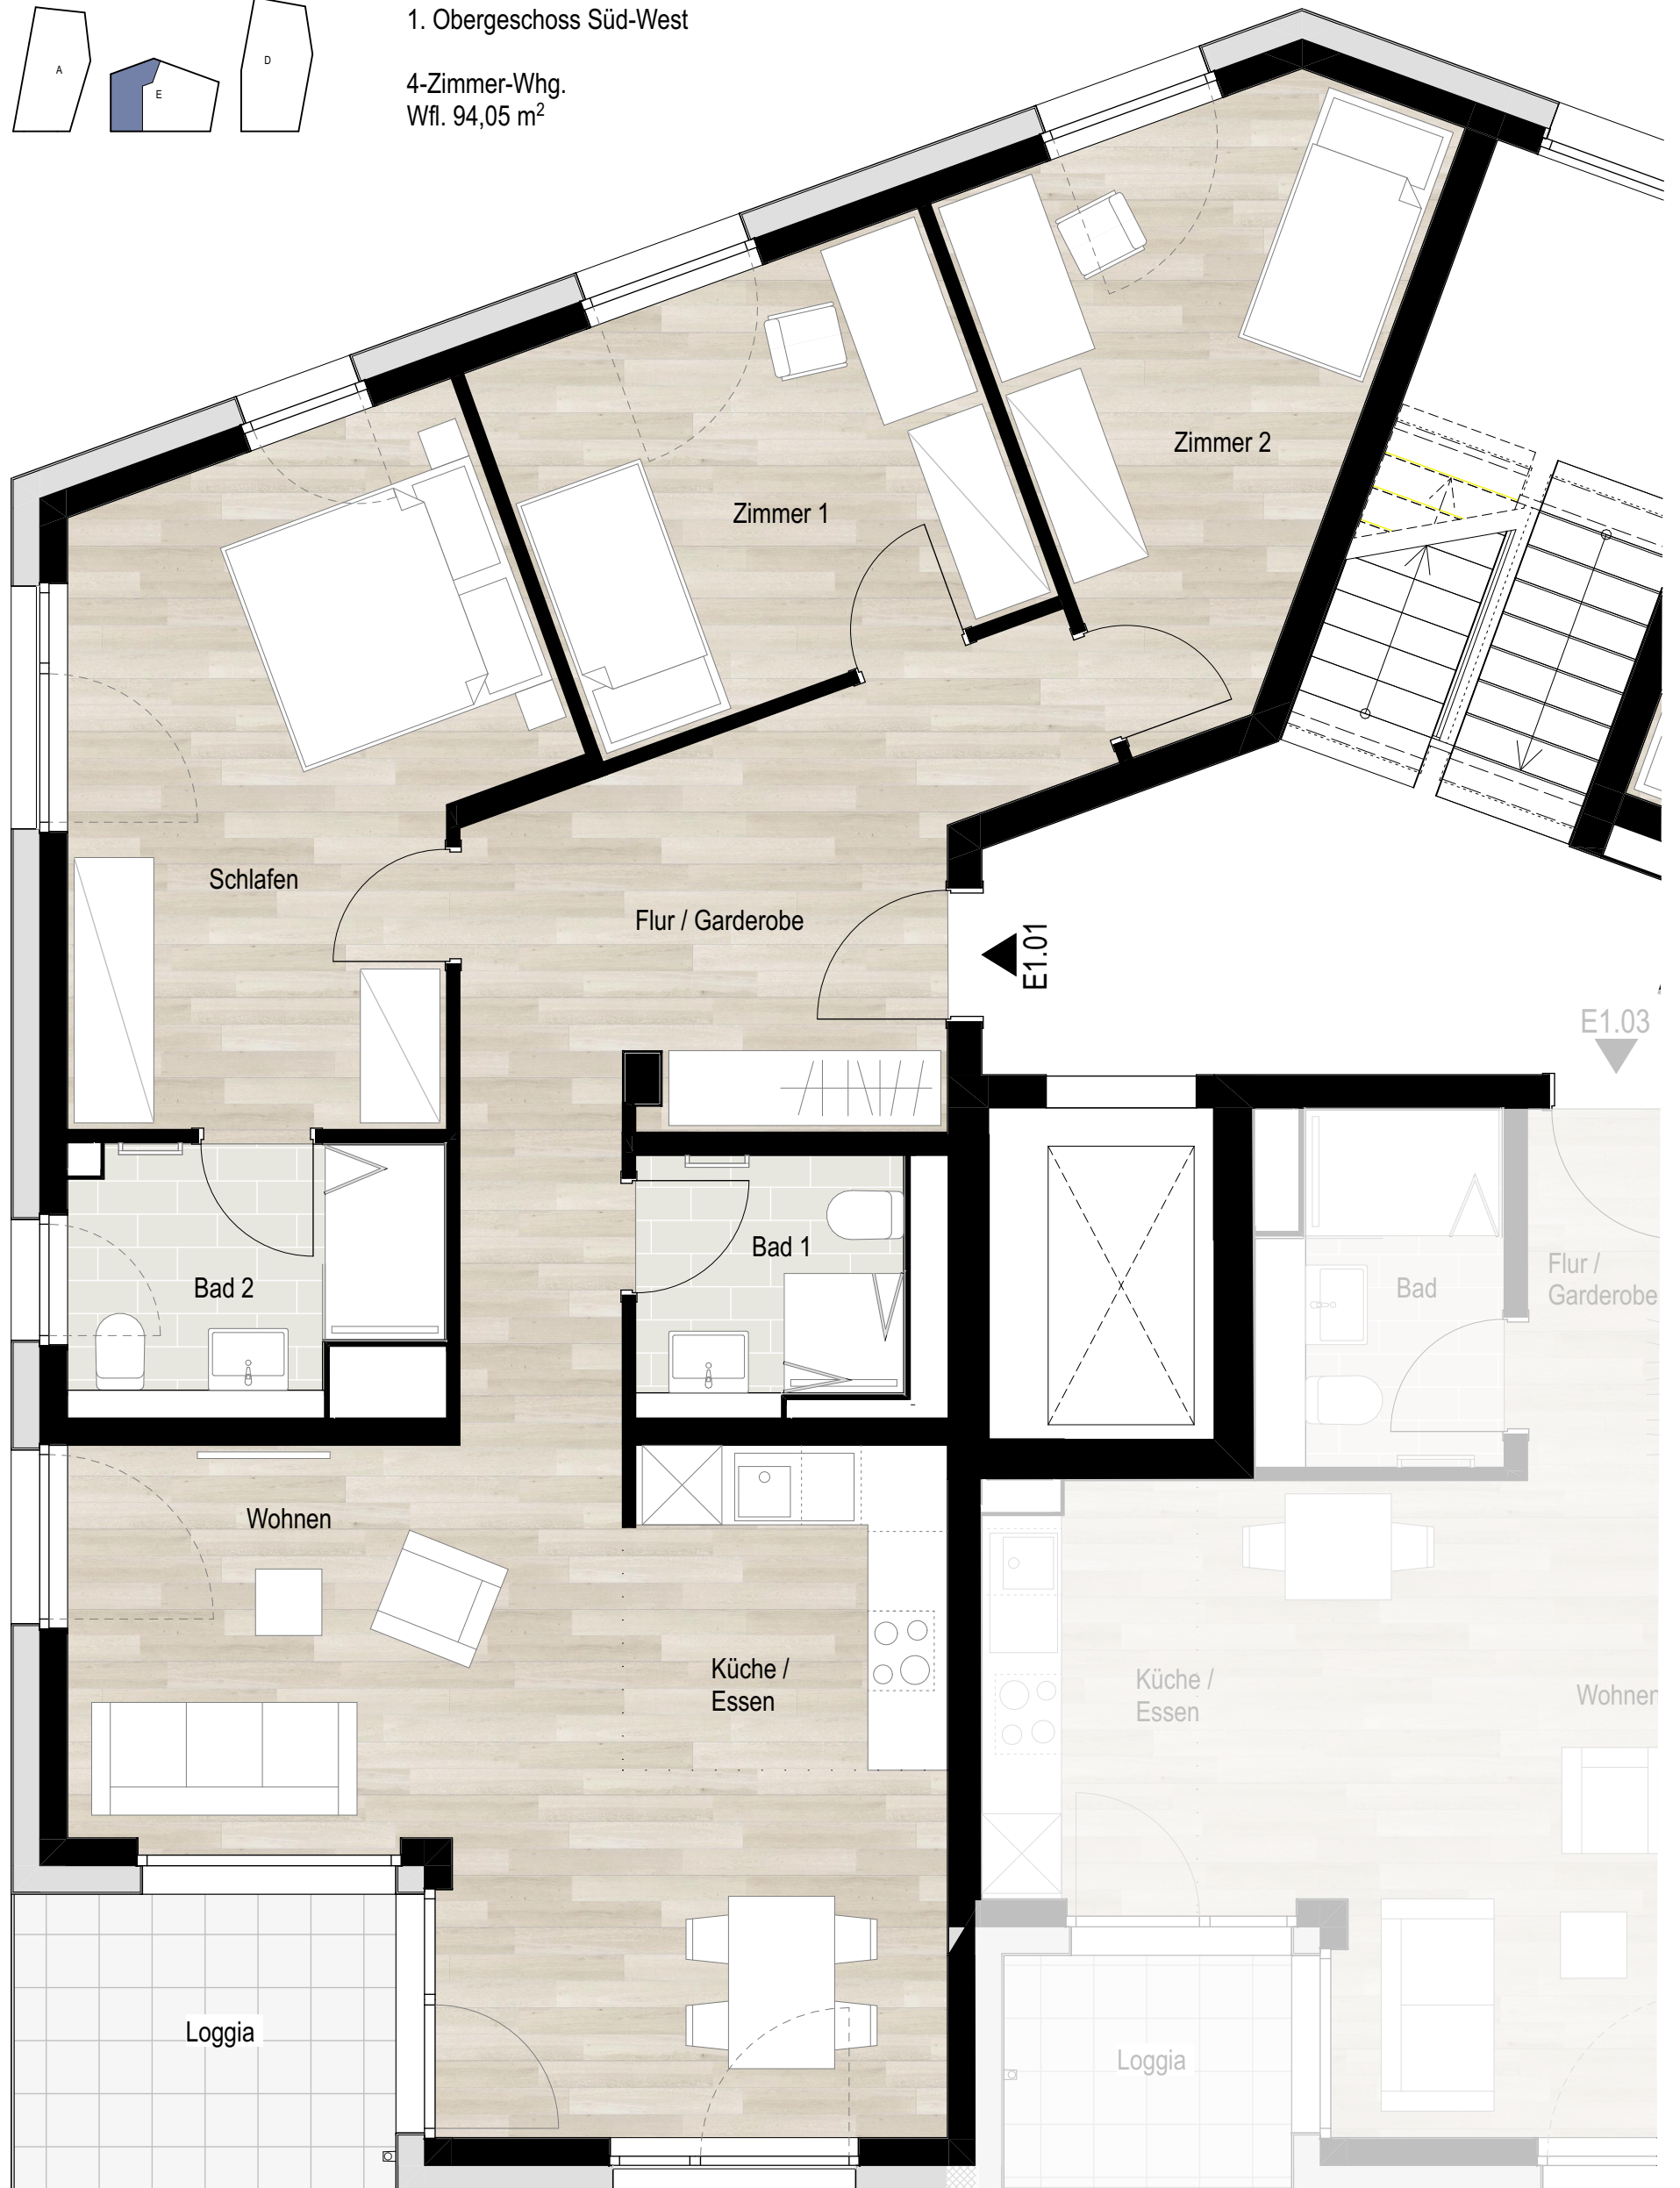 A
E
D
1. Obergeschoss Süd-West
4-Zimmer-Whg.
Wfl. 94,05 m²
Zimmer 2
Zimmer 1
Schlafen
Flur / Garderobe
E1.01
E1.03
Bad 2
Bad 1
Bad
Flur /
Garderobe
Wohnen
Küche /
Essen
Küche /
Essen
Wohnen
Loggia
Loggia